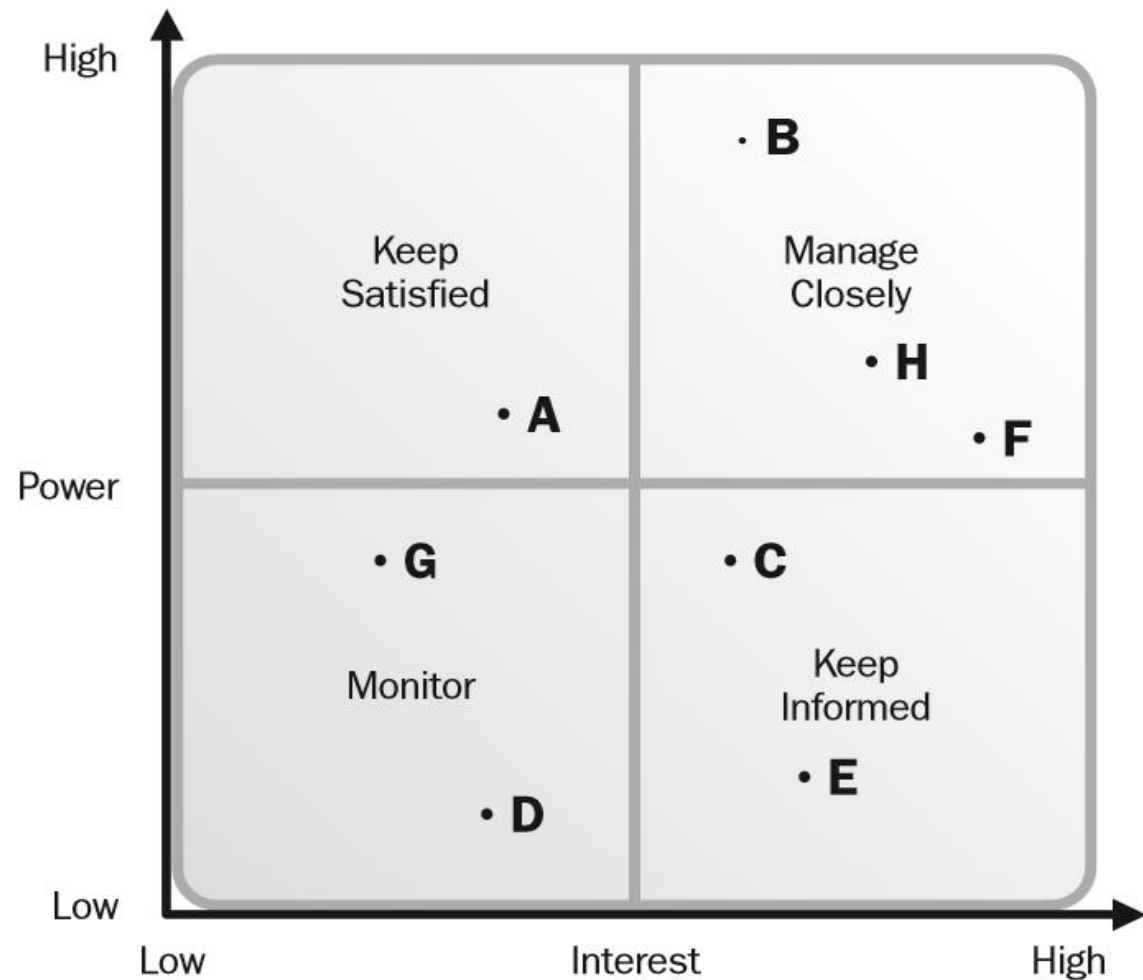 High
B
Keep
Satisfied
Manage
Closely
H
A
F
Power
G
C
Monitor
Keep
Informed
E
D
Low
Low
Interest
High